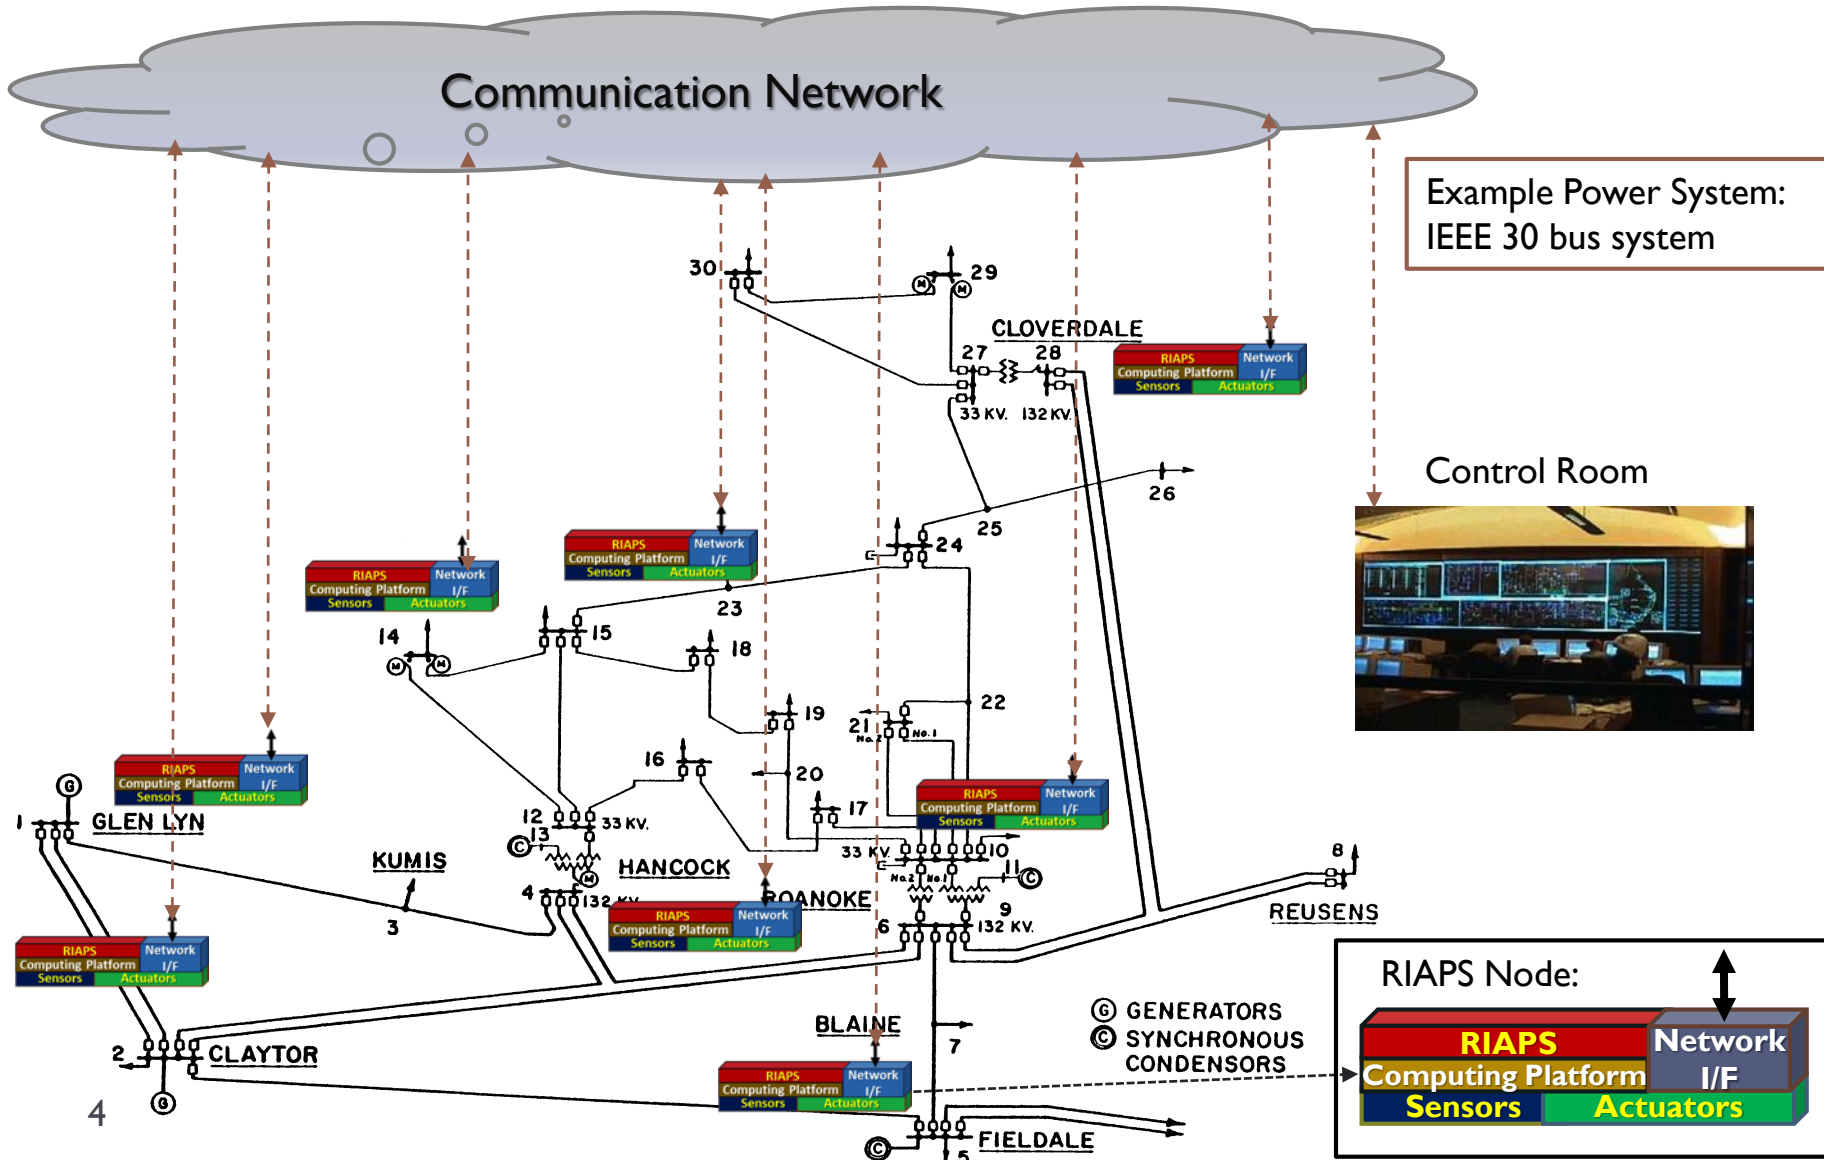 Communication Network
Example Power System:
IEEE 30 bus system
30
29
M
M
CLOVERDALE
27
28
33 KV.
132 KV.
RIAPS
Network
Computing Platform
I/F
Sensors
Actuators
Control Room
26
25
24
RIAPS
Network
Computing Platform
I/F
Sensors
Actuators
RIAPS
Network
Computing Platform
I/F
Sensors
Actuators
23
14
M
M
15
18
22
19
21
No.2
No.1
16
20
RIAPS
Network
Computing Platform
I/F
Sensors
Actuators
G
1
GLEN LYN
12
33 KV.
13
C
17
RIAPS
Network
Computing Platform
I/F
Sensors
Actuators
33 KV.
10
11
C
No.2
No.1
8
KUMIS
HANCOCK
M
4
132 KV
ROANOKE
9
3
6
132 KV.
REUSENS
RIAPS
Network
Computing Platform
I/F
Sensors
Actuators
RIAPS
Network
Computing Platform
I/F
Sensors
Actuators
RIAPS Node:
RIAPS
Network
Computing Platform
I/F
Sensors
Actuators
G GENERATORS
C SYNCHRONOUS
CONDENSORS
BLAINE
7
2
CLAYTOR
G
RIAPS
Network
Computing Platform
I/F
Sensors
Actuators
4
C
FIELDALE
5